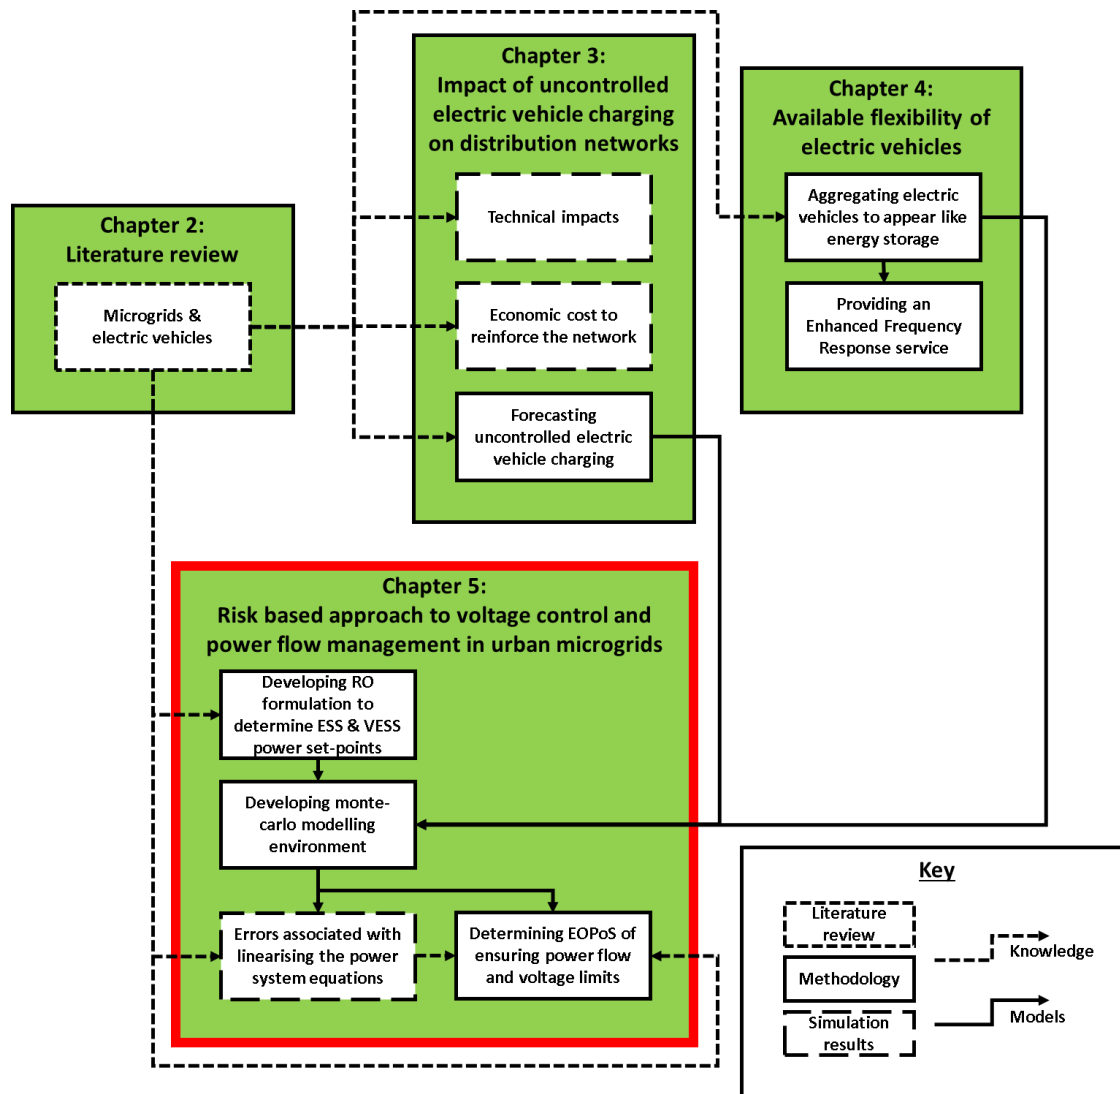 Chapter 2:
Literature review
Microgrids &
electric vehicles
Chapter 3:
Impact of uncontrolled
electric vehicle charging
on distribution networks
Technical impacts
Economic cost to
reinforce the network
Forecasting
uncontrolled electric
vehicle charging
Chapter 4:
Available flexibility of
electric vehicles
Aggregating electric
vehicles to appear like
energy storage
Providing an
Enhanced Frequency
Response service
Chapter 5:
Risk based approach to voltage control and
power flow management in urban microgrids
Developing RO
formulation to
determine ESS & VESS
power set-points
Developing monte-
carlo modelling
environment
Errors associated with
linearising the power
system equations
Determining EOPoS of
ensuring power flow
and voltage limits
Key
Literature
review
Knowledge
Methodology
Simulation
results
Models